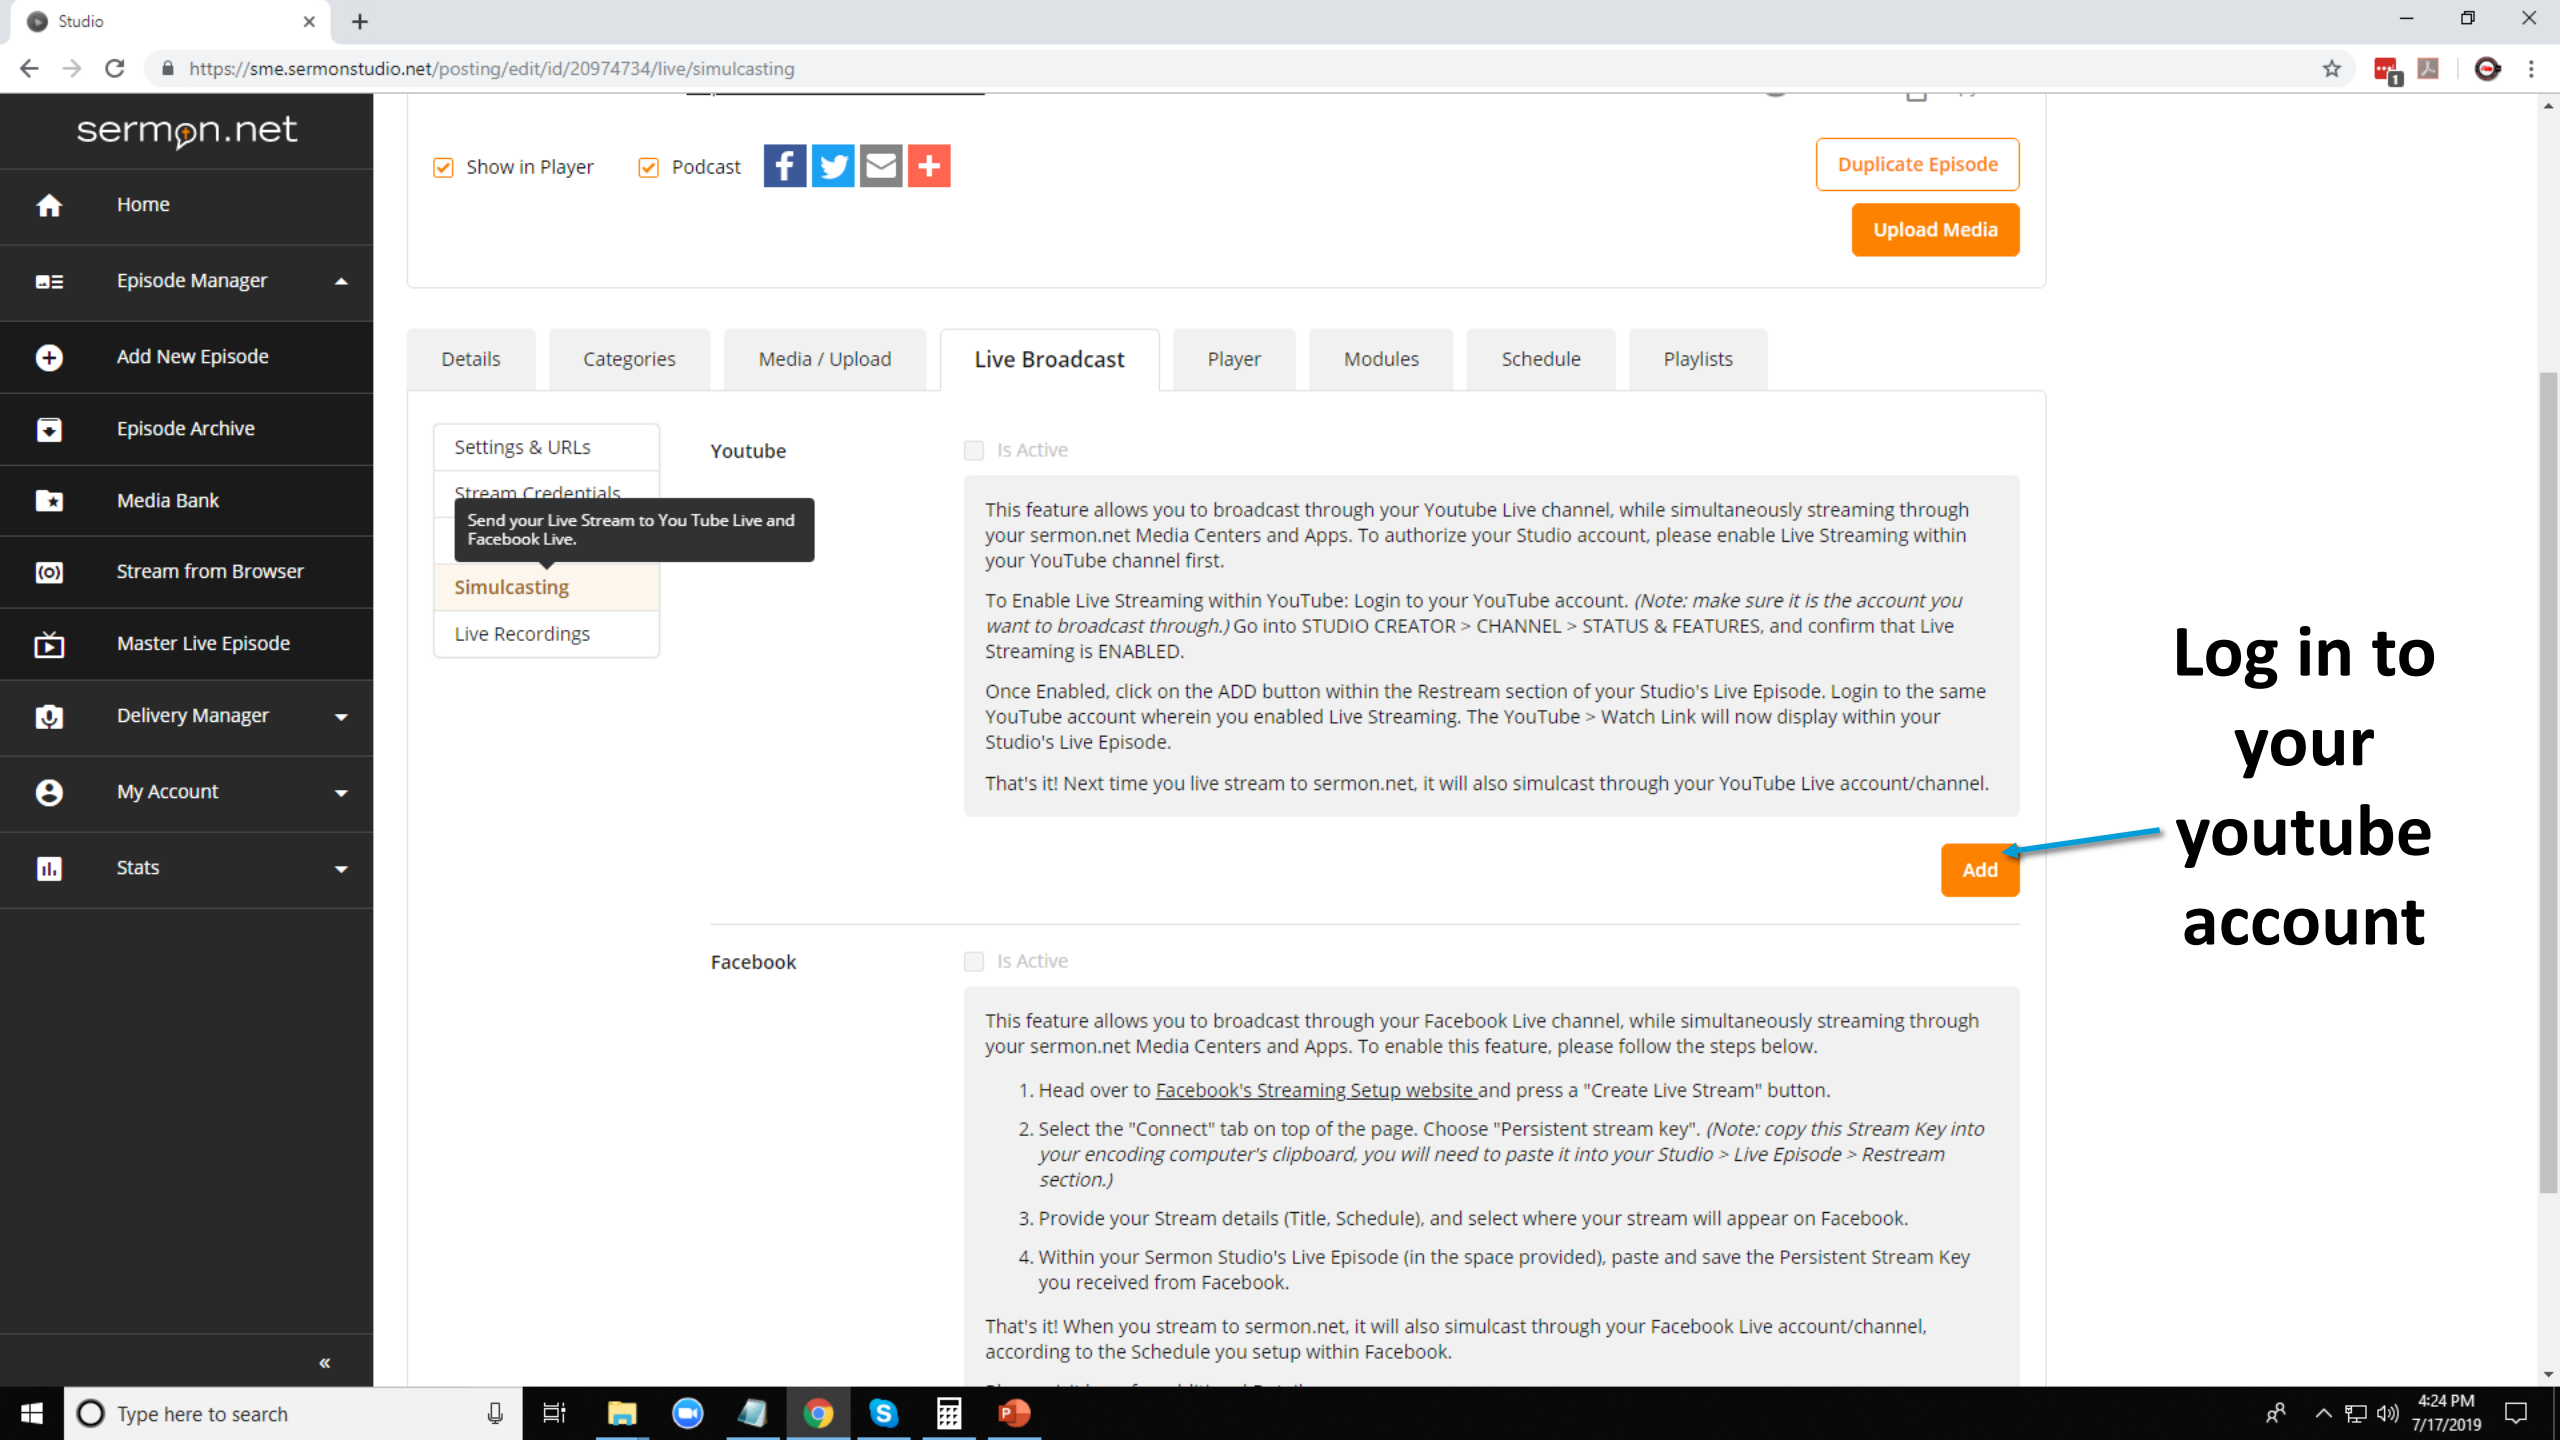 Studio
https://sme.sermonstudio.net/posting/edit/id/20974734/live/simulcasting
1
sermon.net
Home
Episode Manager
Add New Episode
Episode Archive
Media Bank
Stream from Browser
Master Live Episode
Delivery Manager
My Account
Stats
«
Show in Player
Podcast
Duplicate Episode
Upload Media
Details
Categories
Media / Upload
Live Broadcast
Player
Modules
Schedule
Playlists
Settings & URLs
Stream Credentials
Send your Live Stream to You Tube Live and
Facebook Live.
Simulcasting
Live Recordings
Youtube
Is Active
This feature allows you to broadcast through your Youtube Live channel, while simultaneously streaming through
your sermon.net Media Centers and Apps. To authorize your Studio account, please enable Live Streaming within
your YouTube channel first.
To Enable Live Streaming within YouTube: Login to your YouTube account. (Note: make sure it is the account you
want to broadcast through.) Go into STUDIO CREATOR > CHANNEL > STATUS & FEATURES, and confirm that Live
Streaming is ENABLED.
Once Enabled, click on the ADD button within the Restream section of your Studio's Live Episode. Login to the same
YouTube account wherein you enabled Live Streaming. The YouTube > Watch Link will now display within your
Studio's Live Episode.
That's it! Next time you live stream to sermon.net, it will also simulcast through your YouTube Live account/channel.
Add
Log in to
your
youtube
account
Facebook
Is Active
This feature allows you to broadcast through your Facebook Live channel, while simultaneously streaming through
your sermon.net Media Centers and Apps. To enable this feature, please follow the steps below.
1. Head over to Facebook's Streaming Setup website and press a "Create Live Stream" button.
2. Select the "Connect" tab on top of the page. Choose "Persistent stream key". (Note: copy this Stream Key into
your encoding computer's clipboard, you will need to paste it into your Studio > Live Episode > Restream
section.)
3. Provide your Stream details (Title, Schedule), and select where your stream will appear on Facebook.
4. Within your Sermon Studio's Live Episode (in the space provided), paste and save the Persistent Stream Key
you received from Facebook.
That's it! When you stream to sermon.net, it will also simulcast through your Facebook Live account/channel,
according to the Schedule you setup within Facebook.
Type here to search
4:24 PM
7/17/2019